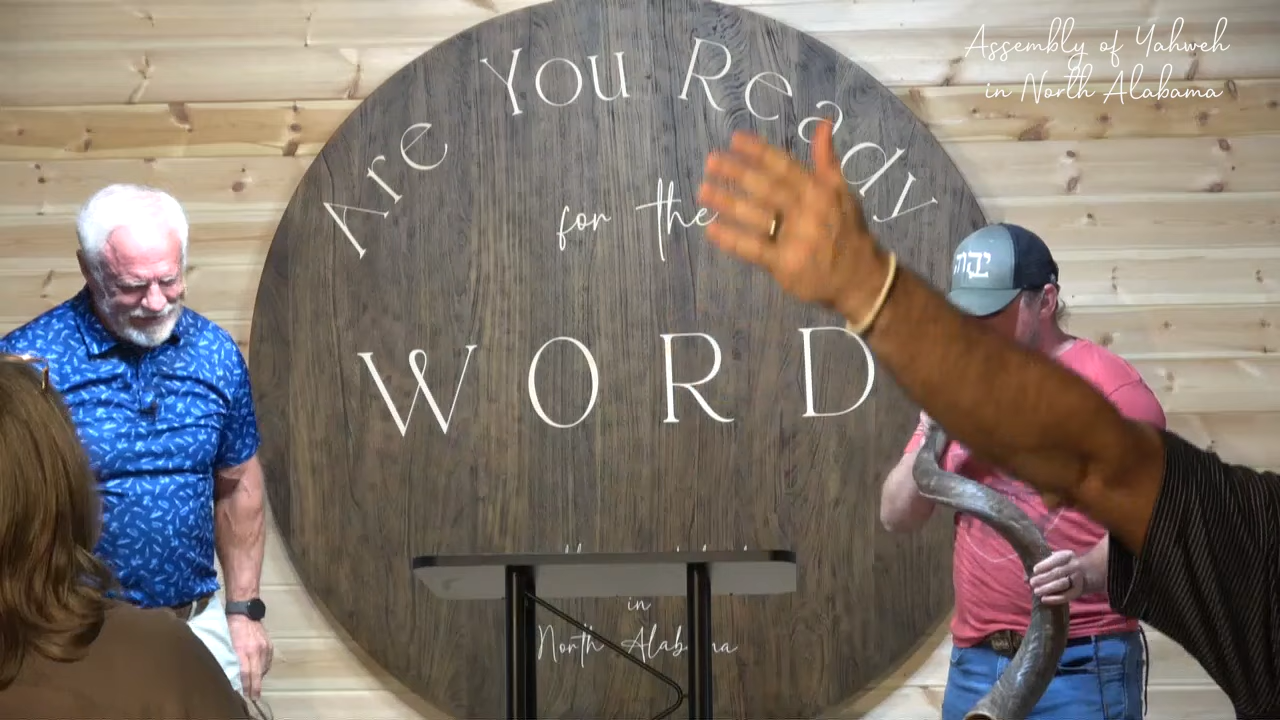 Assembly of Yahweh
in North Alabama
Are You Ready
for the
WORD
in
North Alabama